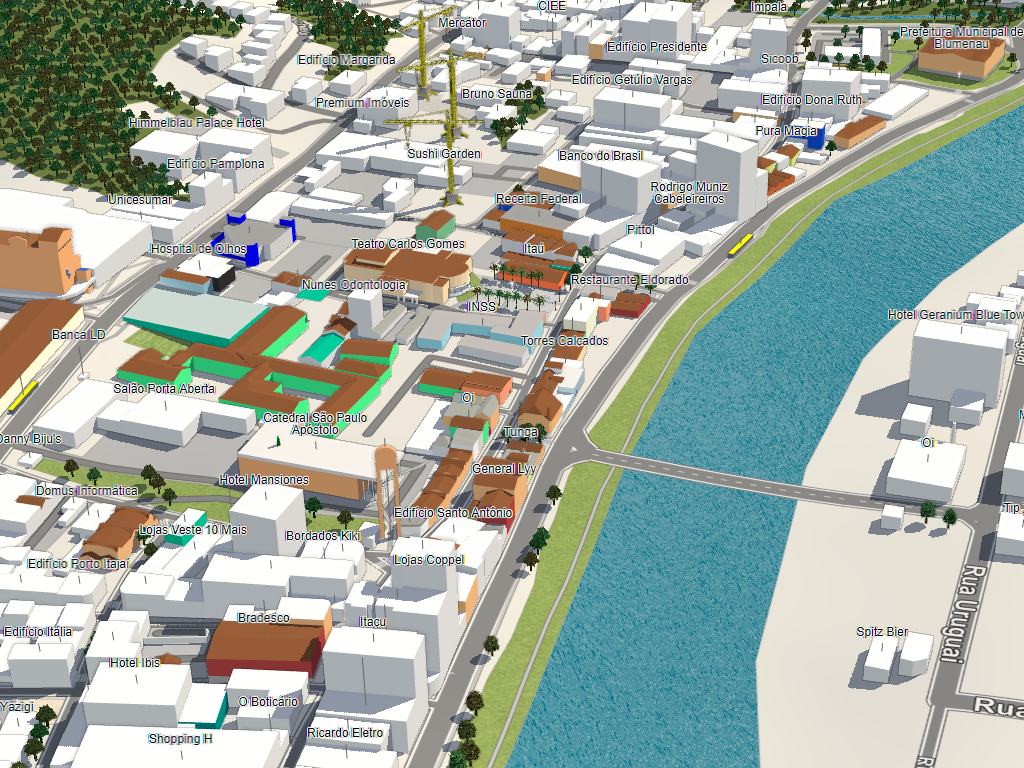 CIEE
Impala
Mercator
Prefeitura Municipal de
Blumenau
Edifício Presidente
Edifício Margarida
Sicoob
Edifício Getúlio Vargas
Bruno Sauna
Premium Imóveis
Edifício Dona Ruth
Himmelblau Palace Hotel
Pura Magia
Sushi Garden
Banco do Brasil
Edifício Pamplona
Rodrigo Muniz
Cabeleireiros
Unicesumar
Receita Federal
Pittol
Teatro Carlos Gomes
Hospital de Olhos
Itaú
Restaurante Eldorado
Nunes Odontologia
INSS
Hotel Geranium Blue Tow
Banca LD
Torres Calçados
Salão Porta Aberta
Oi
Catedral São Paulo
Apóstolo
Tunga
Danny Biju's
Oi
General Lyy
Hotel Mansiones
Domus Informática
Tip
Edifício Santo Antônio
Lojas Veste 10 Mais
Bordados Kiki
Edifício Porto Itajaí
Lojas Coppel
Rua Uruguai
Bradesco
Itaçu
Edifício Itália
Spitz Bier
Hotel Ibis
O Boticário
Yázigi
Rua
Ricardo Eletro
Shopping H